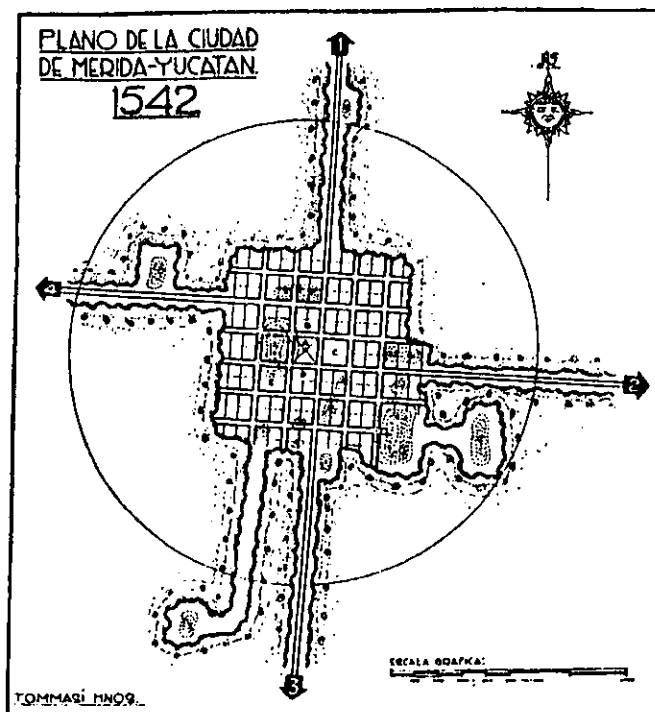 PLANO DE LA CIUDAD
DE MERIDA-YUCATAN.
1542
1
4
2
3
C
ESCALA GRAFICA:
TOMMASI HNOS.